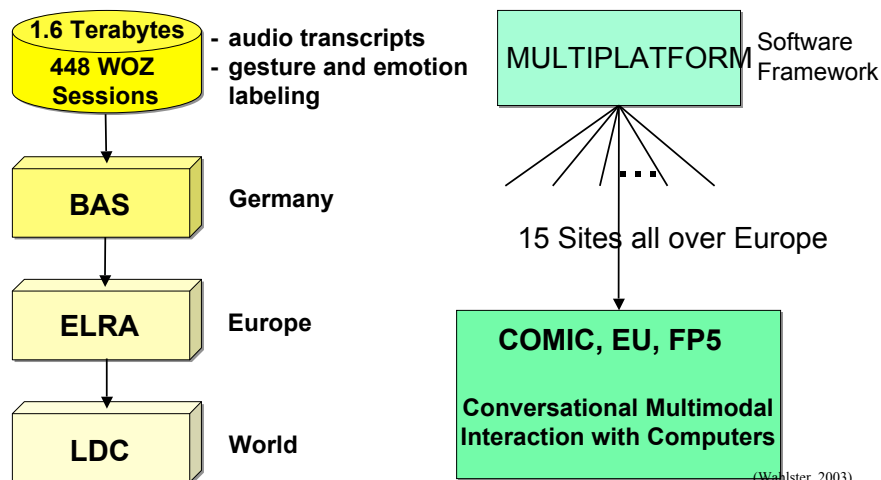 1.6 Terabytes
448 WOZ
Sessions
- audio transcripts
- gesture and emotion
labeling
BAS
Germany
ELRA
Europe
LDC
World
MULTIPLATFORM
Software
Framework
...
15 Sites all over Europe
COMIC, EU, FP5
Conversational Multimodal
Interaction with Computers
(Wahlster, 2003)